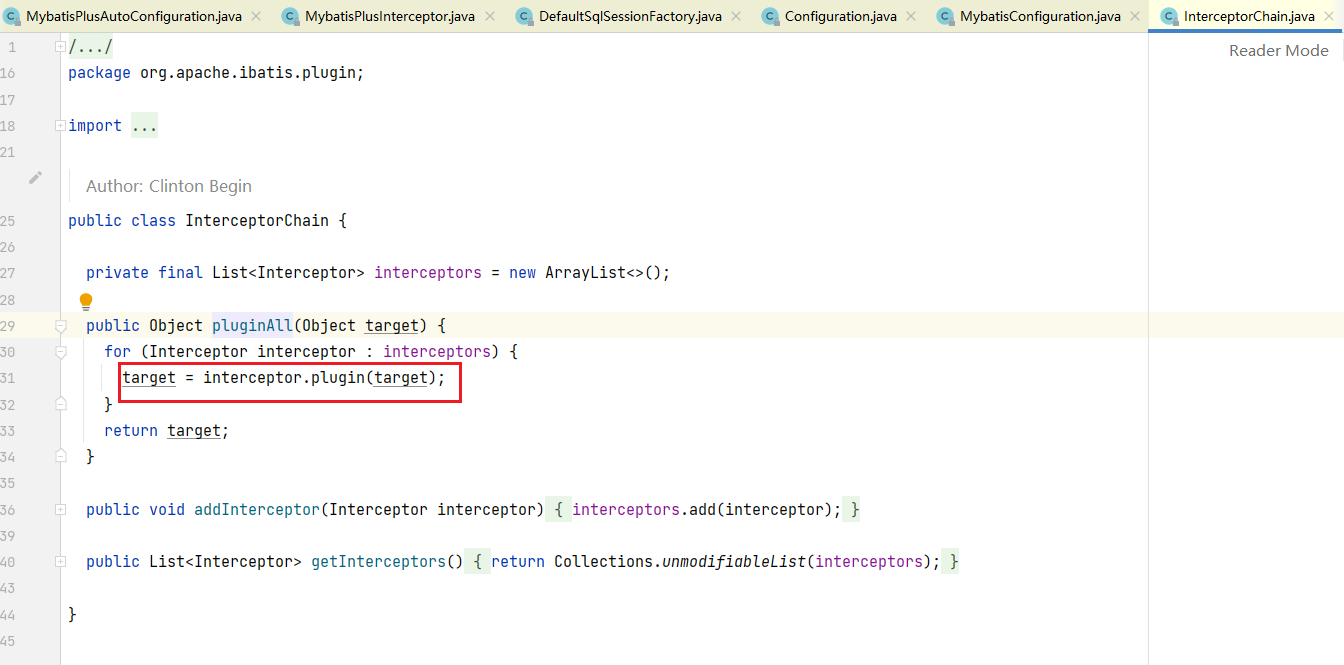 MybatisPlusAutoConfiguration.java MybatisPlusInterceptor.java DefaultSqlSessionFactory.java Configuration.java MybatisConfiguration.java InterceptorChain.java
Reader Mode
1 /.../
16 package org.apache.ibatis.plugin;
17
18 import ...
21
Author: Clinton Begin
25 public class InterceptorChain {
26
27 private final List<Interceptor> interceptors = new ArrayList<>();
28
29 public Object pluginAll(Object target) {
30 for (Interceptor interceptor : interceptors) {
31 target = interceptor.plugin(target);
32 }
33 return target;
34 }
35
36 public void addInterceptor(Interceptor interceptor) { interceptors.add(interceptor); }
39
40 public List<Interceptor> getInterceptors() { return Collections.unmodifiableList(interceptors); }
43
44 }
45